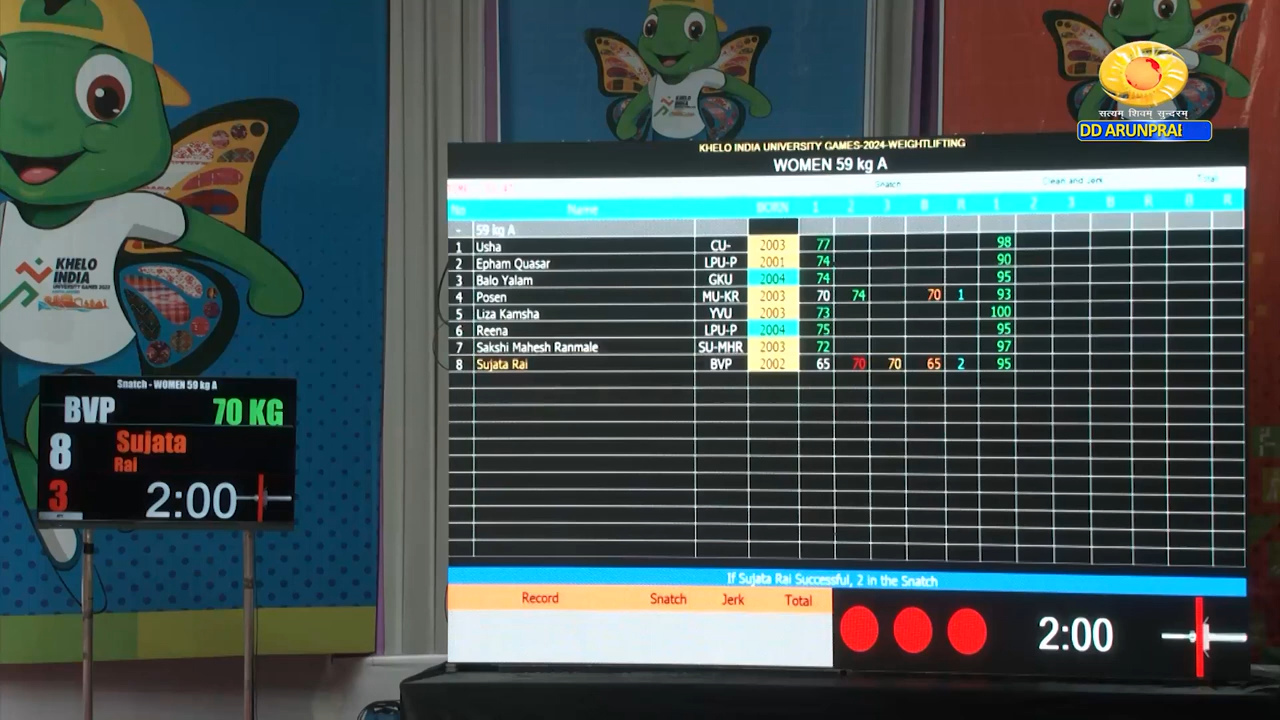 सत्यम् शिवम् सुन्दरम्
DD ARUNPRAB
KHELO INDIA
KHELO
INDIA
UNIVERSITY GAMES 2023
KHELO INDIA UNIVERSITY GAMES-2024-WEIGHTLIFTING
WOMEN 59 kg A
Snatch Clean and Jerk Total
No Name BORN 1 2 3 B R 1 2 3 B R B R
- 59 kg A
1 Usha CU- 2003 77 98
2 Epham Quasar LPU-P 2001 74 90
3 Balo Yalam GKU 2004 74 95
4 Posen MU-KR 2003 70 74 70 1 93
5 Liza Kamsha YVU 2003 73 100
6 Reena LPU-P 2004 75 95
7 Sakshi Mahesh Ranmale SU-MHR 2003 72 97
8 Sujata Rai BVP 2002 65 70 70 65 2 95
If Sujata Rai Successful, 2 in the Snatch
Record Snatch Jerk Total
2:00
Snatch - WOMEN 59 kg A
BVP 70 KG
8 Sujata
Rai
3 2:00